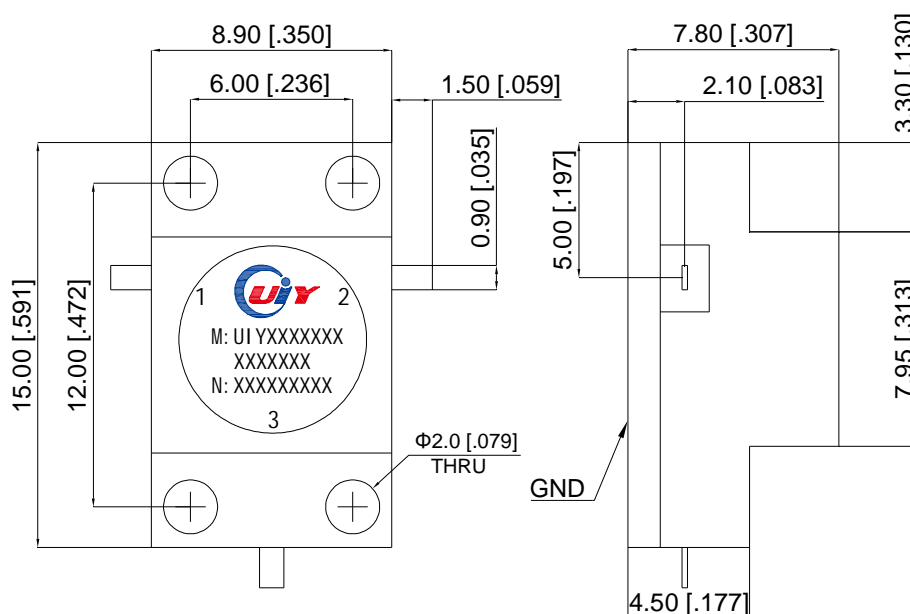 8.90 [.350]
7.80 [.307]
3.30 [.130]
6.00 [.236]
1.50 [.059]
2.10 [.083]
0.90 [.035]
5.00 [.197]
15.00 [.591]
12.00 [.472]
1
UiY
2
M: UIYXXXXXXX
XXXXXXX
N: XXXXXXXXX
3
7.95 [.313]
Φ2.0 [.079]
THRU
GND
4.50 [.177]